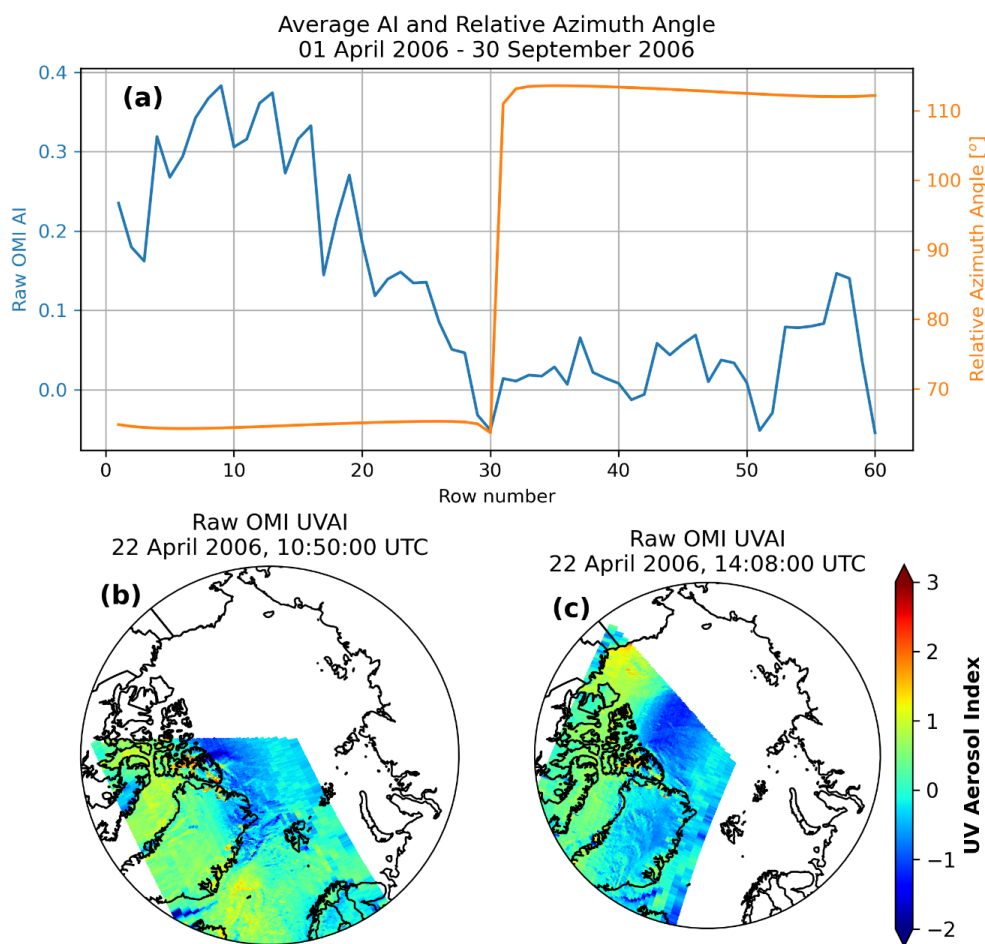 Average AI and Relative Azimuth Angle
01 April 2006 - 30 September 2006
(a)
0.4
0.3
0.2
0.1
0.0
Raw OMI AI
110
100
90
80
70
Relative Azimuth Angle [°]
0 10 20 30 40 50 60
Row number
Raw OMI UVAI
22 April 2006, 10:50:00 UTC
(b)
Raw OMI UVAI
22 April 2006, 14:08:00 UTC
(c)
3
2
1
0
−1
−2
UV Aerosol Index